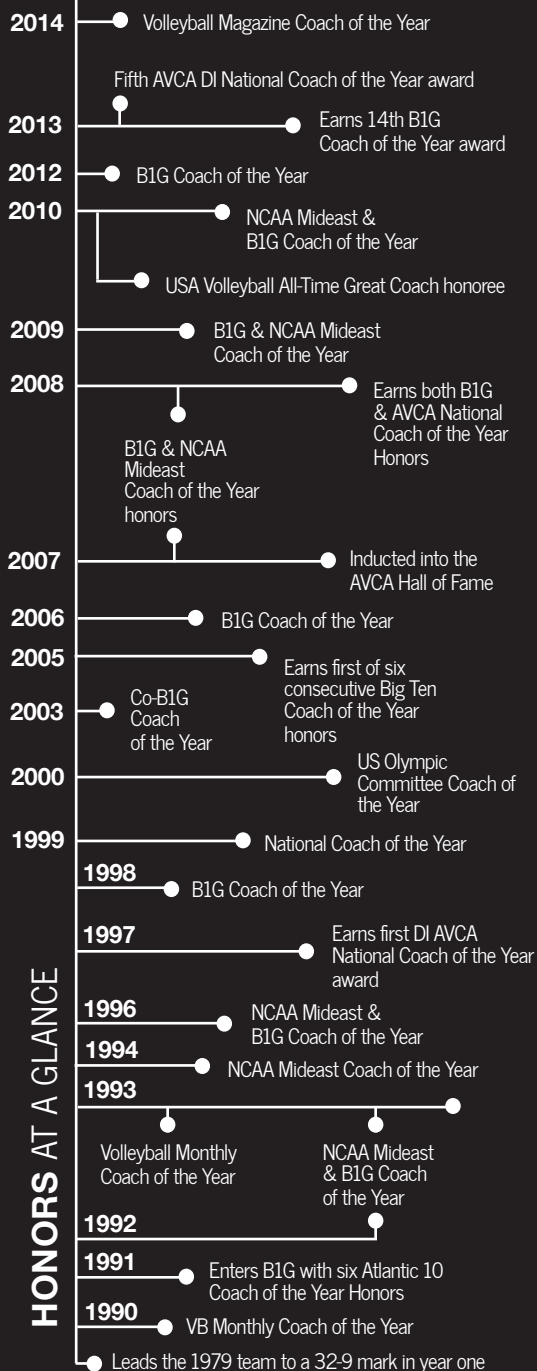 2014
Volleyball Magazine Coach of the Year
Fifth AVCA DI National Coach of the Year award
2013
Earns 14th B1G
Coach of the Year award
2012
B1G Coach of the Year
2010
NCAA Mideast &
B1G Coach of the Year
USA Volleyball All-Time Great Coach honoree
2009
B1G & NCAA Mideast
Coach of the Year
2008
Earns both B1G
& AVCA National
Coach of the Year
Honors
B1G & NCAA
Mideast
Coach of the Year
honors
2007
Inducted into the
AVCA Hall of Fame
2006
B1G Coach of the Year
2005
Earns first of six
consecutive Big Ten
Coach of the Year
honors
2003
Co-B1G
Coach
of the Year
2000
US Olympic
Committee Coach of
the Year
1999
National Coach of the Year
1998
B1G Coach of the Year
1997
Earns first DI AVCA
National Coach of the Year
award
1996
NCAA Mideast &
B1G Coach of the Year
1994
NCAA Mideast Coach of the Year
1993
Volleyball Monthly
Coach of the Year
NCAA Mideast
& B1G Coach
of the Year
1992
1991
Enters B1G with six Atlantic 10
Coach of the Year Honors
1990
VB Monthly Coach of the Year
Leads the 1979 team to a 32-9 mark in year one
HONORS AT A GLANCE